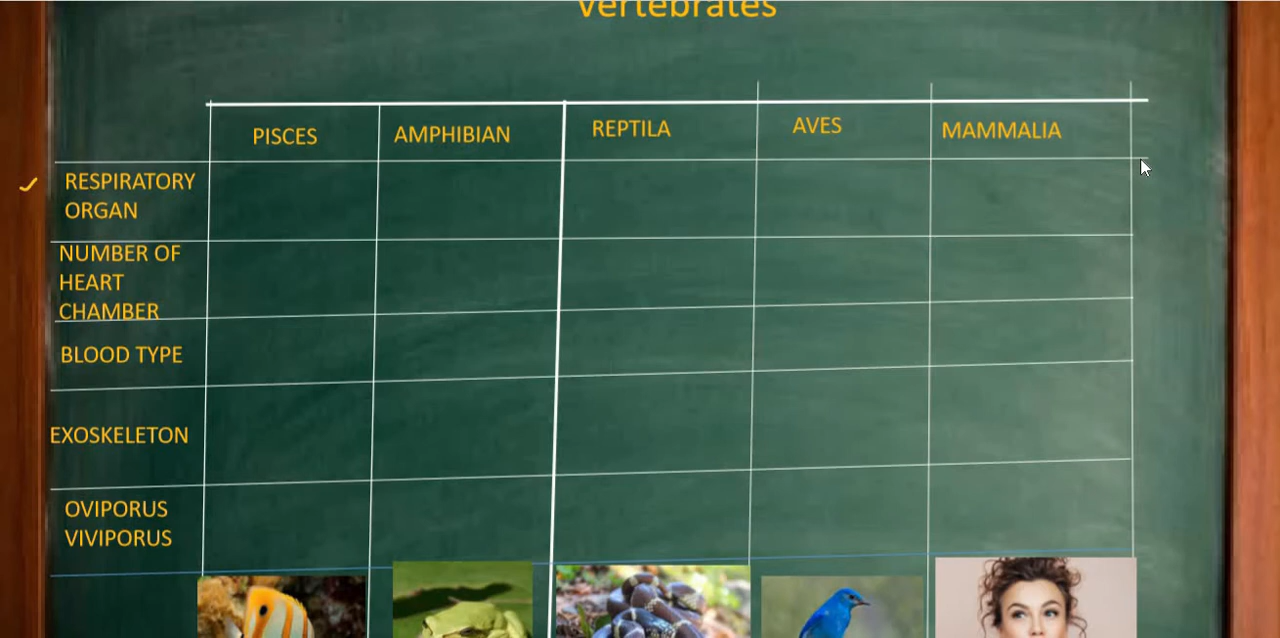 vertebrates
PISCES AMPHIBIAN REPTILA AVES MAMMALIA
RESPIRATORY
ORGAN
NUMBER OF
HEART
CHAMBER
BLOOD TYPE
EXOSKELETON
OVIPORUS
VIVIPORUS